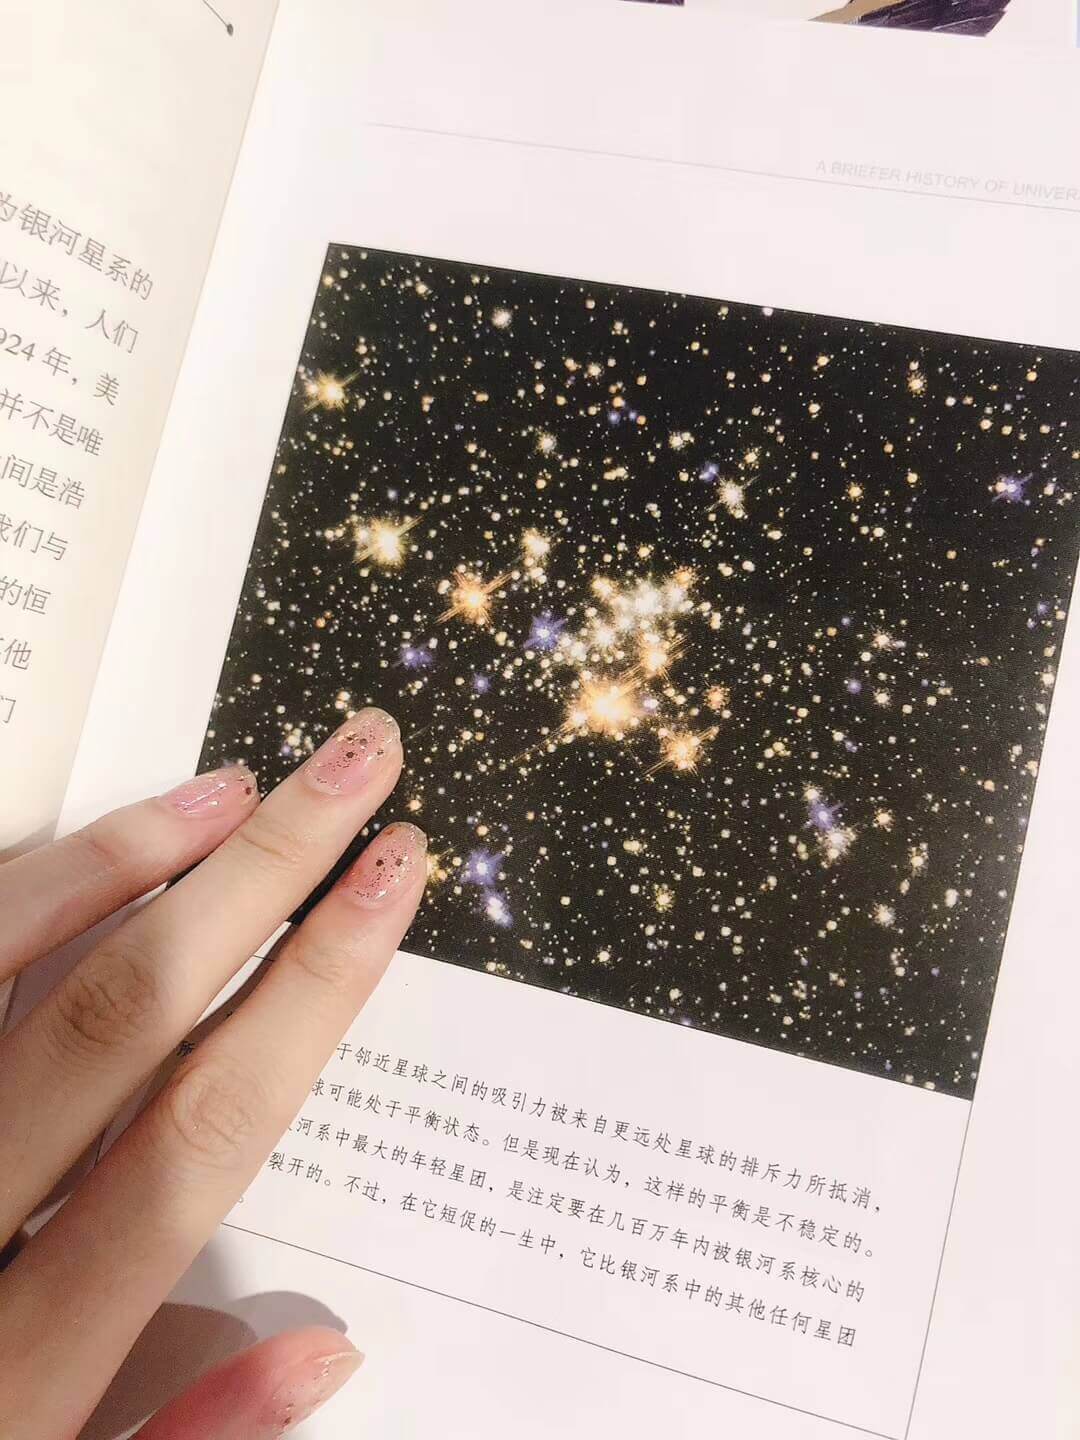 为银河星系的
以来，人们
924 年，美
并不是唯
间是浩
我们与
的恒
他
们
A BRIEFER HISTORY OF UNIVER
于邻近星球之间的吸引力被来自更远处星球的排斥力所抵消，
球可能处于平衡状态。但是现在认为，这样的平衡是不稳定的。
河系中最大的年轻星团，是注定要在几百万年内被银河系核心的
裂开的。不过，在它短促的一生中，它比银河系中的其他任何星团